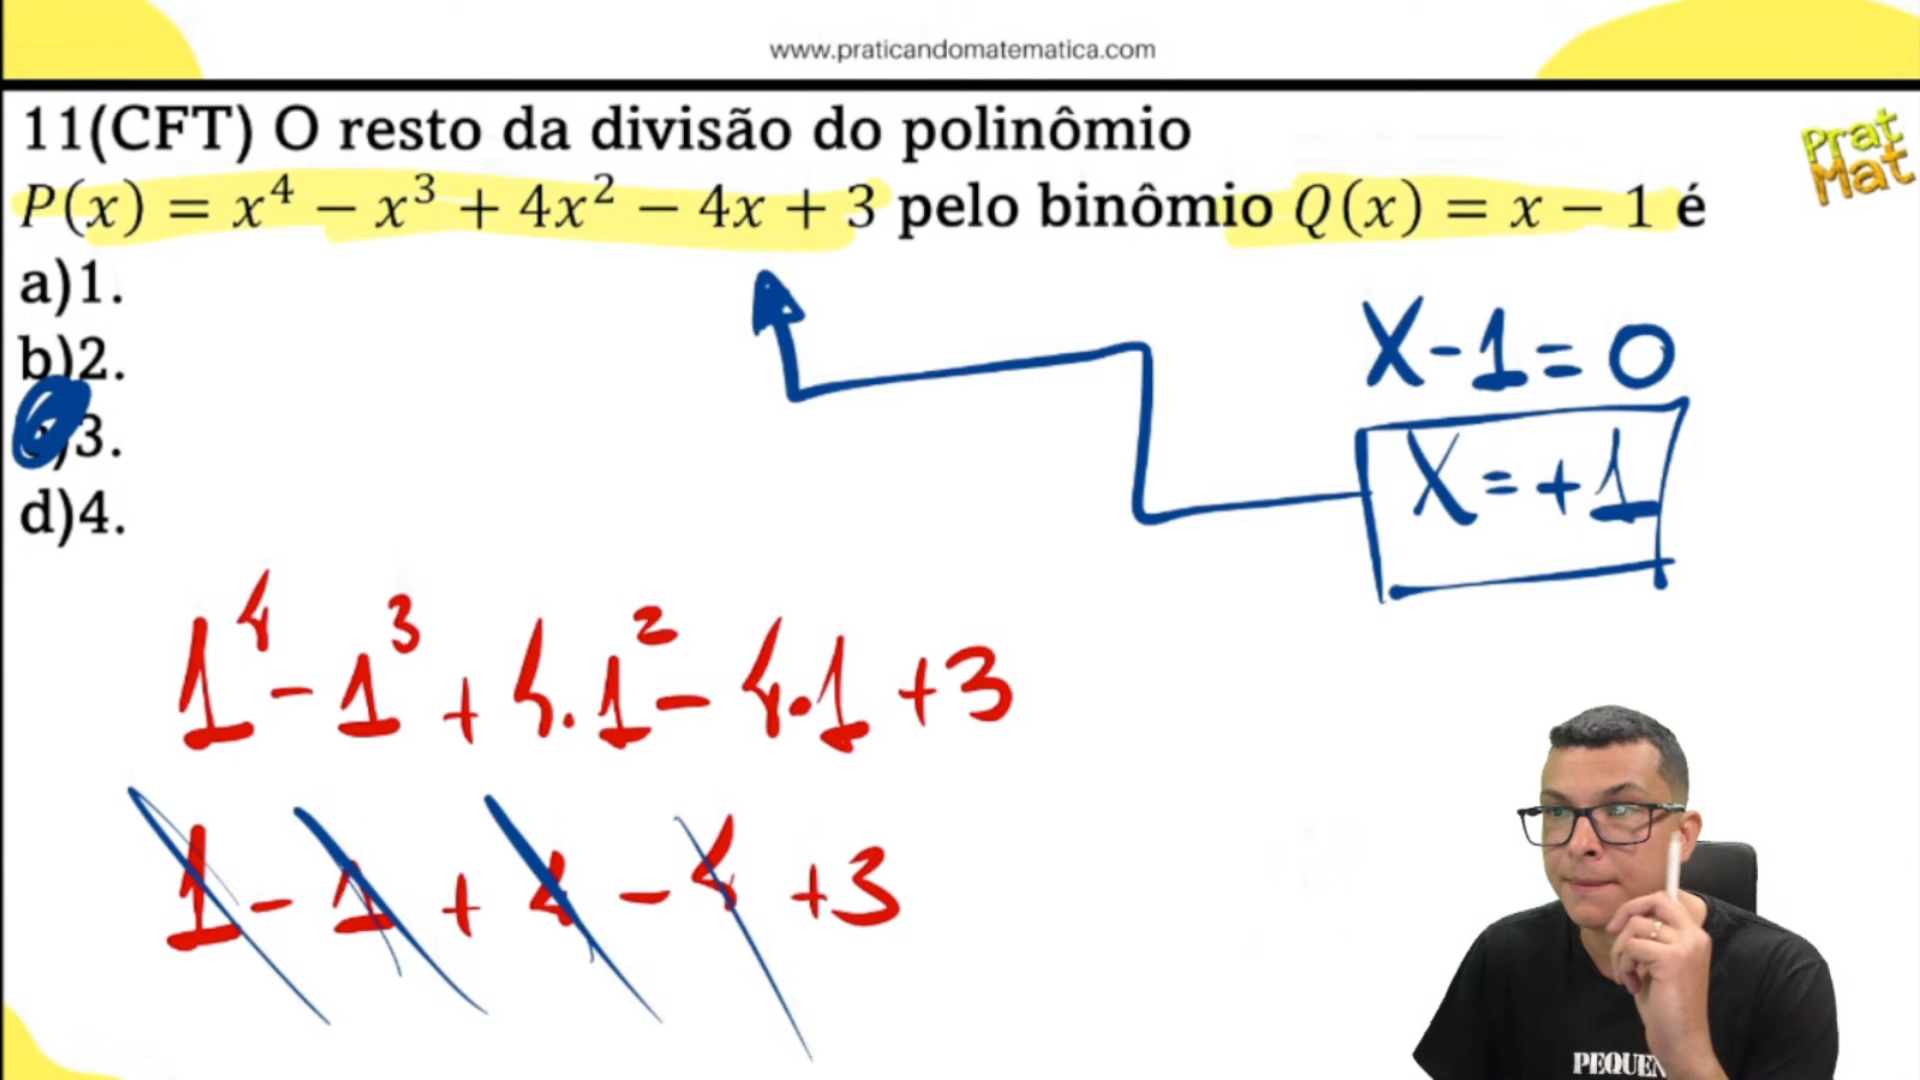 www.praticandomatematica.com
11(CFT) O resto da divisão do polinômio
P(x) = x⁴ − x³ + 4x² − 4x + 3 pelo binômio Q(x) = x − 1 é
Prat
Mat
a)1.
b)2.
c)3.
d)4.
X-1=0
X=+1
1⁴-1³+4.1²-4.1+3
1-1+4-4+3
PEQUEN